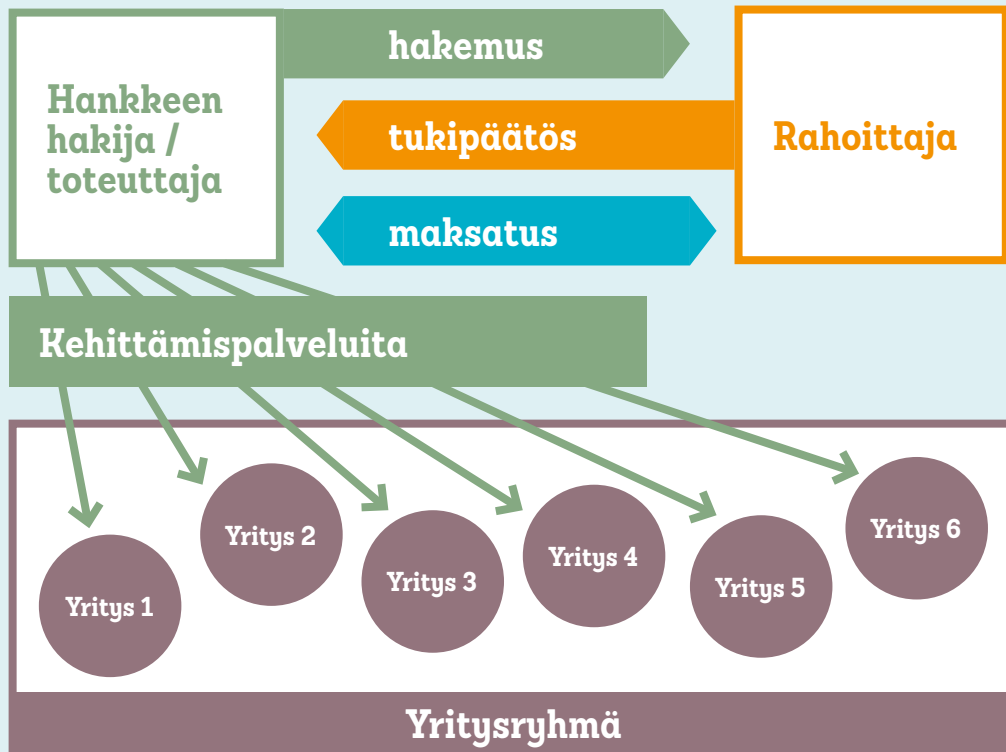 Hankkeen
hakija /
toteuttaja
hakemus
tukipäätös
maksatus
Rahoittaja
Kehittämispalveluita
Yritys 1
Yritys 2
Yritys 3
Yritys 4
Yritys 5
Yritys 6
Yritysryhmä